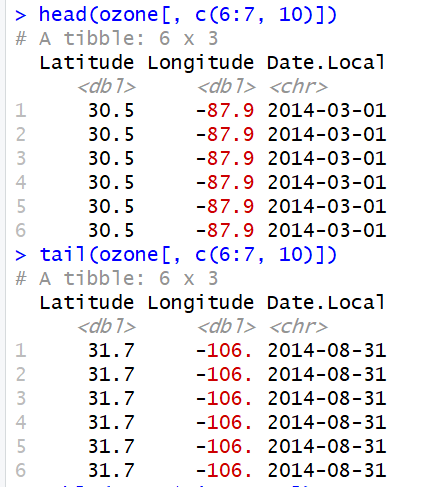 > head(ozone[, c(6:7, 10)])
# A tibble: 6 x 3
  Latitude Longitude Date.Local
     <dbl>     <dbl> <chr>
1     30.5     -87.9 2014-03-01
2     30.5     -87.9 2014-03-01
3     30.5     -87.9 2014-03-01
4     30.5     -87.9 2014-03-01
5     30.5     -87.9 2014-03-01
6     30.5     -87.9 2014-03-01
> tail(ozone[, c(6:7, 10)])
# A tibble: 6 x 3
  Latitude Longitude Date.Local
     <dbl>     <dbl> <chr>
1     31.7     -106. 2014-08-31
2     31.7     -106. 2014-08-31
3     31.7     -106. 2014-08-31
4     31.7     -106. 2014-08-31
5     31.7     -106. 2014-08-31
6     31.7     -106. 2014-08-31